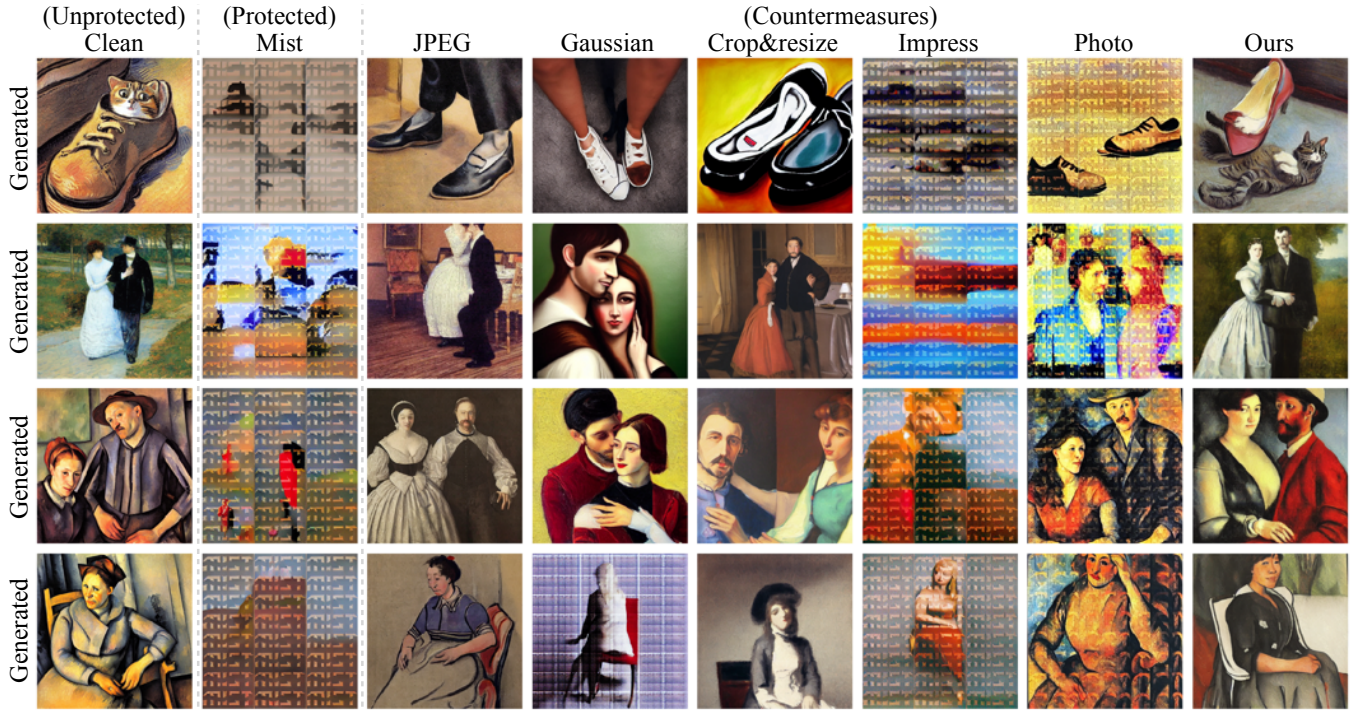 (Unprotected) (Protected) (Countermeasures)
Clean Mist JPEG Gaussian Crop&resize Impress Photo Ours
Generated
Generated
Generated
Generated